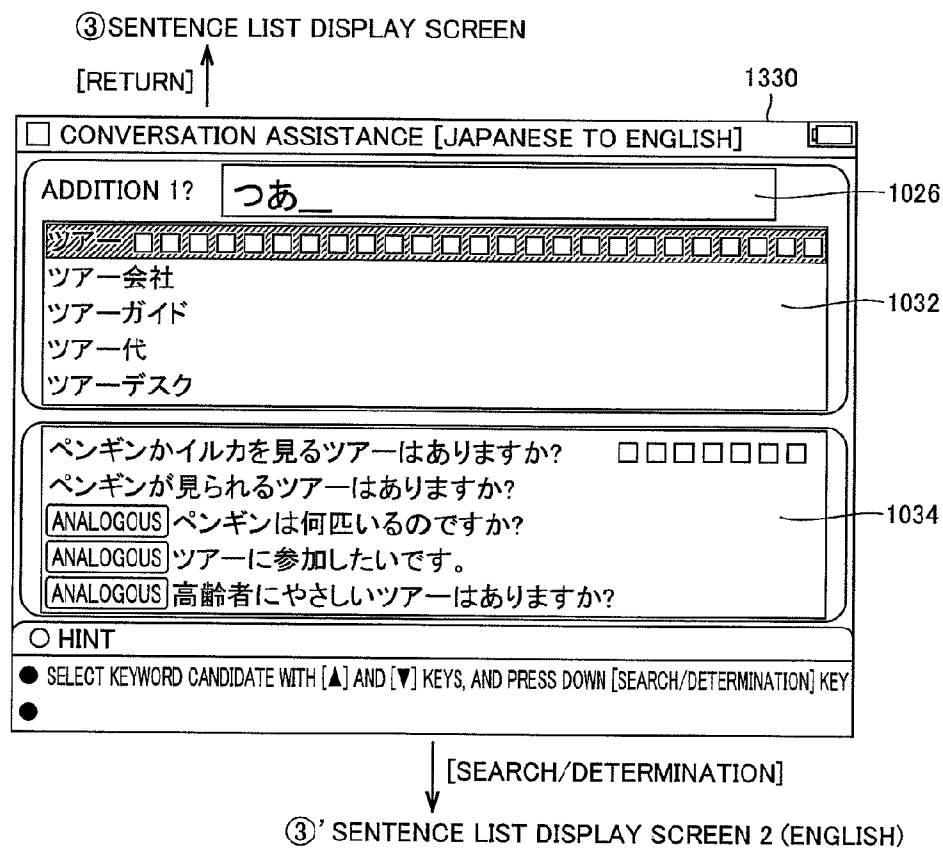 ③SENTENCE LIST DISPLAY SCREEN
[RETURN]
1330
□ CONVERSATION ASSISTANCE [JAPANESE TO ENGLISH]
ADDITION 1? つあ_
1026
ツアー □□□□□□□□□□□□□□□□□□□□□□□□□
ツアー会社
1032
ツアーガイド
ツアー代
ツアーデスク
ペンギンかイルカを見るツアーはありますか? □□□□□□□
ペンギンが見られるツアーはありますか?
ANALOGOUS ペンギンは何匹いるのですか?
1034
ANALOGOUS ツアーに参加したいです。
ANALOGOUS 高齢者にやさしいツアーはありますか?
○ HINT
● SELECT KEYWORD CANDIDATE WITH [▲] AND [▼] KEYS, AND PRESS DOWN [SEARCH/DETERMINATION] KEY
●
[SEARCH/DETERMINATION]
③' SENTENCE LIST DISPLAY SCREEN 2 (ENGLISH)